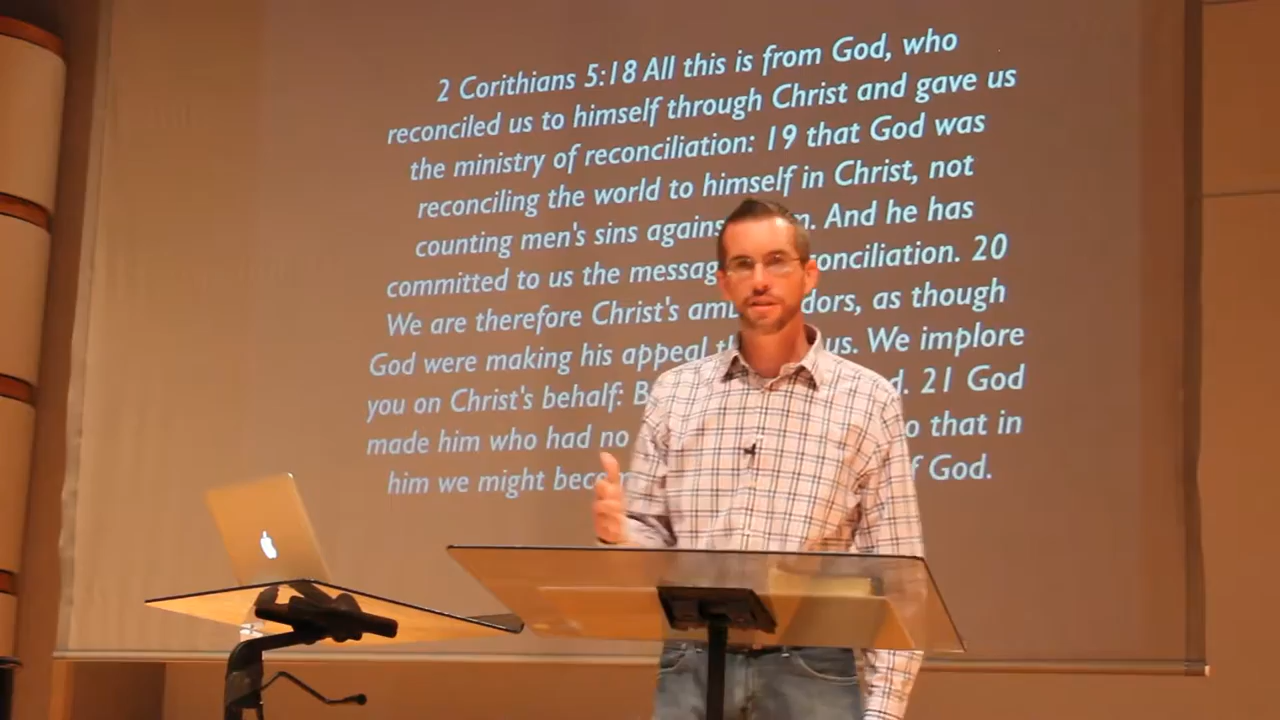 2 Corithians 5:18 All this is from God, who
reconciled us to himself through Christ and gave us
the ministry of reconciliation: 19 that God was
reconciling the world to himself in Christ, not
counting men's sins And he has
committed to us the 20
We are therefore Christ's as though
God were making his appeal us. We implore
you on Christ's behalf: 21 God
made him who had no that in
him we might God.